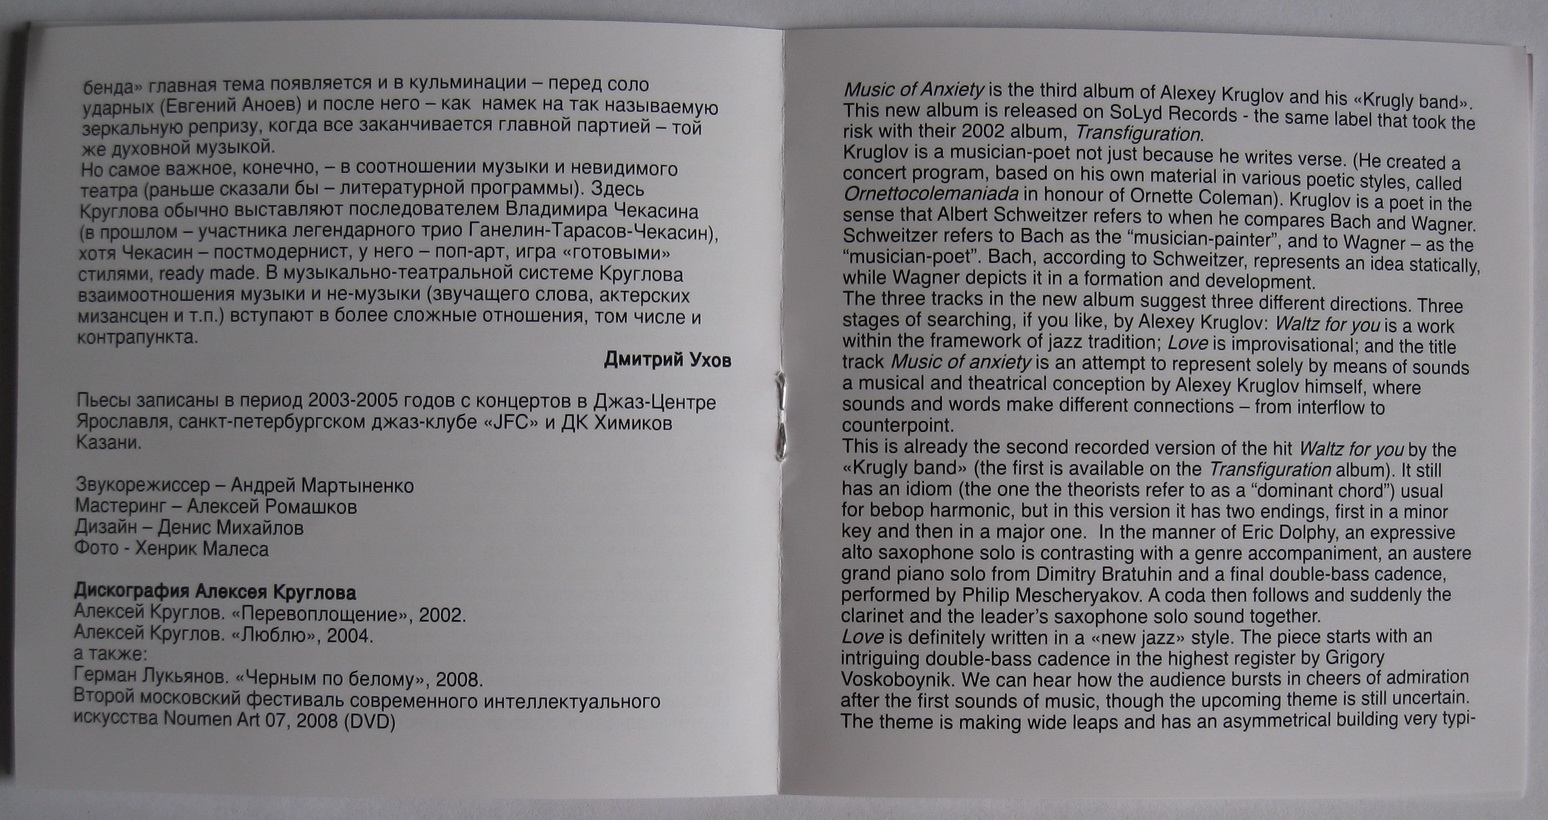 бенда» главная тема появляется и в кульминации – перед соло
ударных (Евгений Аноев) и после него – как  намек на так называемую
зеркальную репризу, когда все заканчивается главной партией – той
же духовной музыкой.
Но самое важное, конечно, – в соотношении музыки и невидимого
театра (раньше сказали бы – литературной программы). Здесь
Круглова обычно выставляют последователем Владимира Чекасина
(в прошлом – участника легендарного трио Ганелин-Тарасов-Чекасин),
хотя Чекасин – постмодернист, у него – поп-арт, игра «готовыми»
стилями, ready made. В музыкально-театральной системе Круглова
взаимоотношения музыки и не-музыки (звучащего слова, актерских
мизансцен и т.п.) вступают в более сложные отношения, том числе и
контрапункта.
Дмитрий Ухов
Пьесы записаны в период 2003-2005 годов с концертов в Джаз-Центре
Ярославля, санкт-петербургском джаз-клубе «JFC» и ДК Химиков
Казани.
Звукорежиссер – Андрей Мартыненко
Мастеринг – Алексей Ромашков
Дизайн – Денис Михайлов
Фото - Хенрик Малеса
Дискография Алексея Круглова
Алексей Круглов. «Перевоплощение», 2002.
Алексей Круглов. «Люблю», 2004.
а также:
Герман Лукьянов. «Черным по белому», 2008.
Второй московский фестиваль современного интеллектуального
искусства Noumen Art 07, 2008 (DVD)
Music of Anxiety is the third album of Alexey Kruglov and his «Krugly band».
This new album is released on SoLyd Records - the same label that took the
risk with their 2002 album, Transfiguration.
Kruglov is a musician-poet not just because he writes verse. (He created a
concert program, based on his own material in various poetic styles, called
Ornettocolemaniada in honour of Ornette Coleman). Kruglov is a poet in the
sense that Albert Schweitzer refers to when he compares Bach and Wagner.
Schweitzer refers to Bach as the “musician-painter”, and to Wagner – as the
“musician-poet”. Bach, according to Schweitzer, represents an idea statically,
while Wagner depicts it in a formation and development.
The three tracks in the new album suggest three different directions. Three
stages of searching, if you like, by Alexey Kruglov: Waltz for you is a work
within the framework of jazz tradition; Love is improvisational; and the title
track Music of anxiety is an attempt to represent solely by means of sounds
a musical and theatrical conception by Alexey Kruglov himself, where
sounds and words make different connections – from interflow to
counterpoint.
This is already the second recorded version of the hit Waltz for you by the
«Krugly band» (the first is available on the Transfiguration album). It still
has an idiom (the one the theorists refer to as a “dominant chord”) usual
for bebop harmonic, but in this version it has two endings, first in a minor
key and then in a major one.  In the manner of Eric Dolphy, an expressive
alto saxophone solo is contrasting with a genre accompaniment, an austere
grand piano solo from Dimitry Bratuhin and a final double-bass cadence,
performed by Philip Mescheryakov. A coda then follows and suddenly the
clarinet and the leader’s saxophone solo sound together.
Love is definitely written in a «new jazz» style. The piece starts with an
intriguing double-bass cadence in the highest register by Grigory
Voskoboynik. We can hear how the audience bursts in cheers of admiration
after the first sounds of music, though the upcoming theme is still uncertain.
The theme is making wide leaps and has an asymmetrical building very typi-